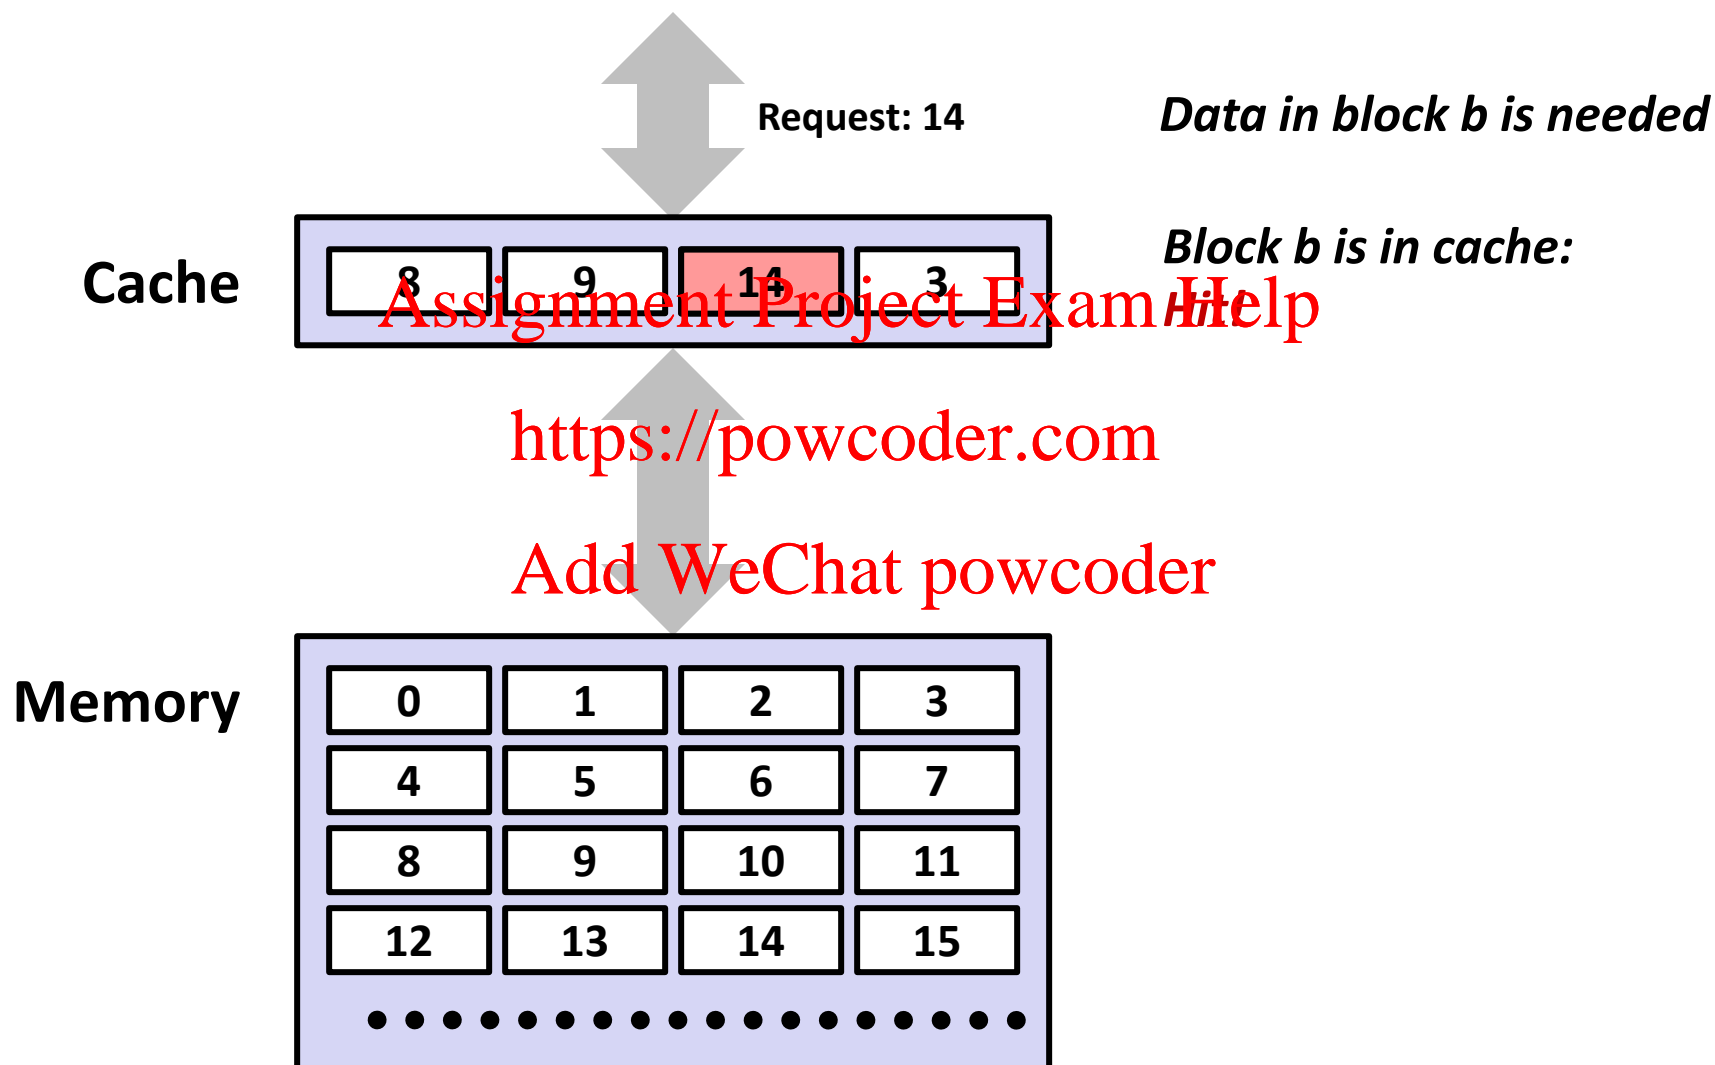 Request: 14
Data in block b is needed
Cache
8 9 14 3
Block b is in cache:
Hit!
Assignment Project Exam Help
https://powcoder.com
Add WeChat powcoder
Memory
0 1 2 3
4 5 6 7
8 9 10 11
12 13 14 15